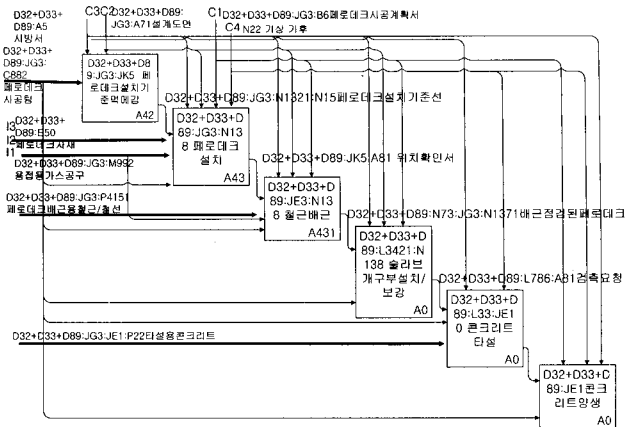 D32+D33+
D89:A5
시방서
C3C2
D32+D33+D89:
JG3:A71설계도면
C1
D32+D33+D89:JG3:B6페로데크시공계획서
C4 N22 기상 기후
D32+D33+
D89:JG3:
C882
페로데크
시공팀
D32+D33+D8
9:JG3:JK5 페
로데크설치기
준먹메김
A42
D32+D33+D89:JG3:N1321:N15페로데크설치기준선
I3
D32+D33+
D89:E50
I2
페로데크자재
I1
D32+D33+D89:JG3:M992
용접용가스공구
D32+D33+D
89:JG3:N13
8 페로데크
설치
A43
D32+D33+D89:JK5:A81 위치확인서
D32+D33+D89:JG3:P4151
페로데크배근용철근/철선
D32+D33+D
89:JE3:N13
8 철근배근
A431
D32+D33+D89:N73:JG3:N1371배근점검된페로데크
D32+D33+D
89:L3421:N
138 슬라브
개구부설치/
보강
A0
D32+D33+D89:L786:A81검측요청
D32+D33+D
89:L33:JE1
0 콘크리트
타설
A0
D32+D33+D89:JG3:JE1:P22타설용콘크리트
D32+D33+C
89:JE1콘크
리트양생
A0